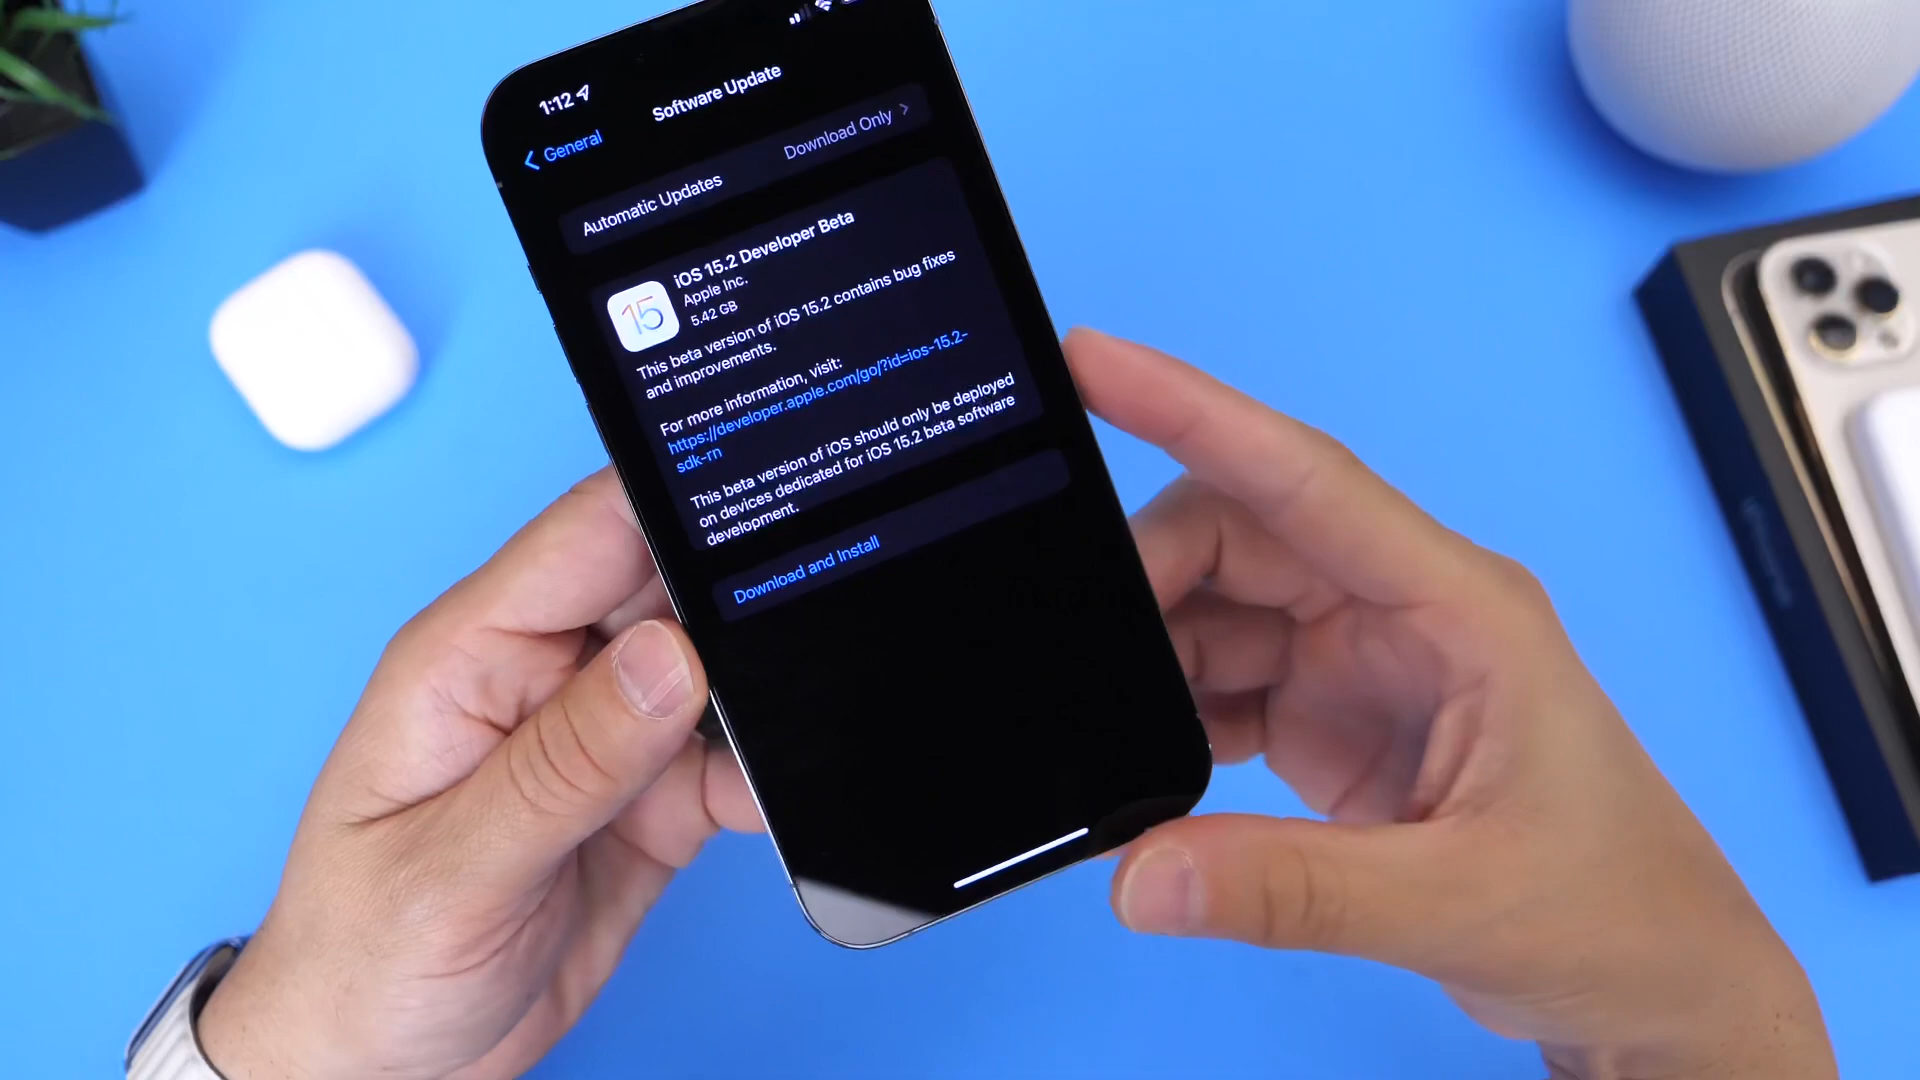 1:12
General
Software Update
Automatic Updates
Download Only
15
iOS 15.2 Developer Beta
Apple Inc.
5.42 GB
This beta version of iOS 15.2 contains bug fixes
and improvements.
For more information, visit:
https://developer.apple.com/go/?id=ios-15.2-
sdk-rn
This beta version of iOS should only be deployed
on devices dedicated for iOS 15.2 beta software
development.
Download and Install